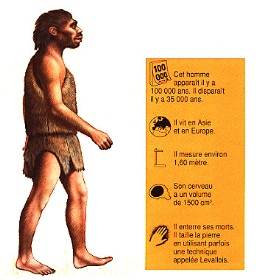 100 000 ans
Cet homme
apparaît il y a
100 000 ans. Il disparaît
il y a 35 000 ans.
Il vit en Asie
et en Europe.
Il mesure environ
1,60 mètre.
Son cerveau
a un volume
de 1500 cm³.
Il enterre ses morts.
Il taille la pierre
en utilisant parfois
une technique
appelée Levallois.